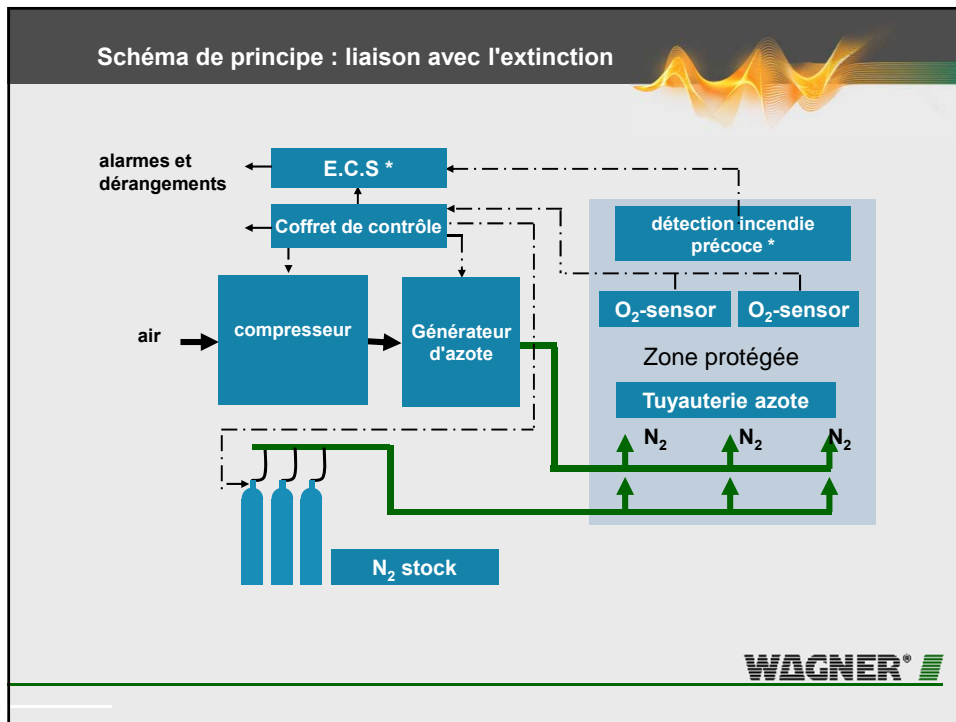 Schéma de principe : liaison avec l'extinction
alarmes et
dérangements
E.C.S *
Coffret de contrôle
détection incendie
précoce *
O₂-sensor
O₂-sensor
air
compresseur
Générateur
d'azote
Zone protégée
Tuyauterie azote
N₂
N₂
N₂
N₂ stock
WAGNER®